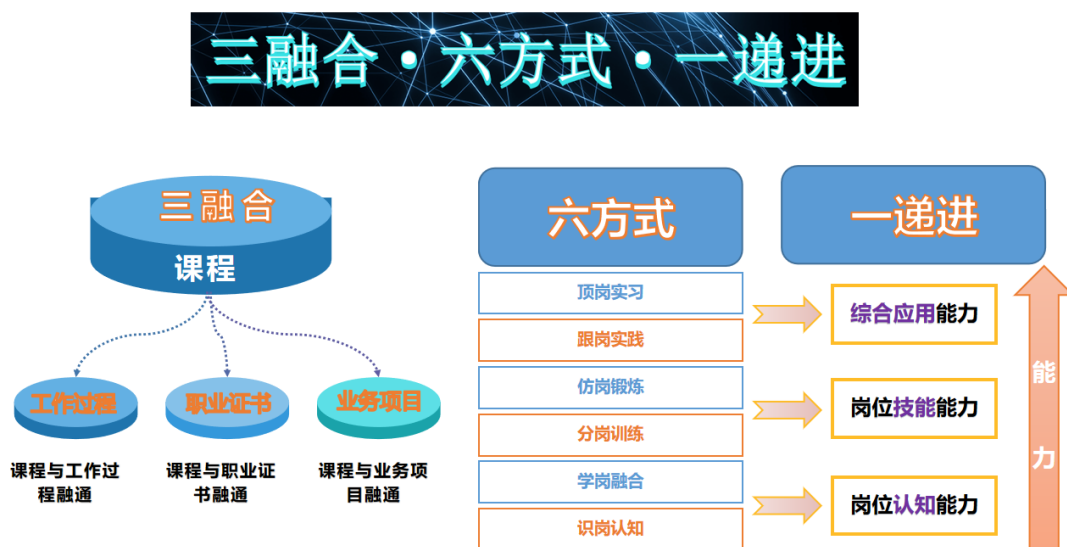 三融合·六方式·一递进
三融合
课程
工作过程
职业证书
业务项目
课程与工作过
程融通
课程与职业证
书融通
课程与业务项
目融通
六方式
顶岗实习
跟岗实践
仿岗锻炼
分岗训练
学岗融合
识岗认知
一递进
综合应用能力
岗位技能能力
岗位认知能力
能
力